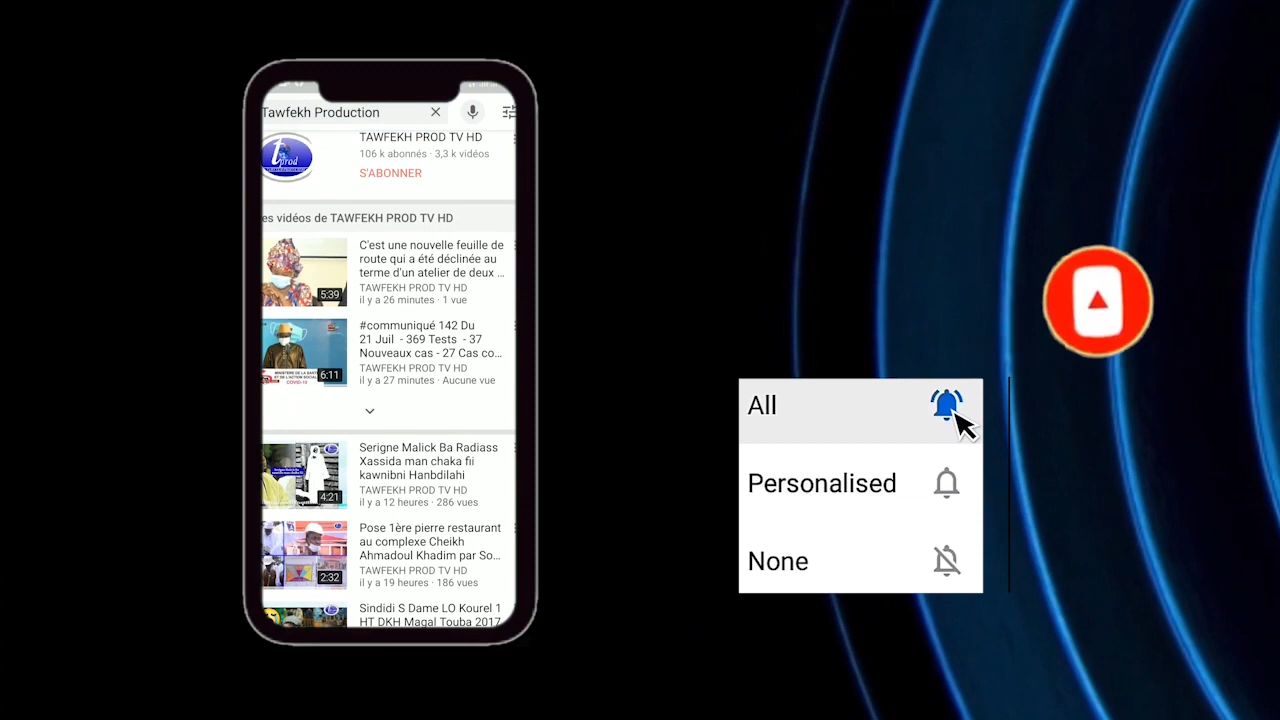 Tawfekh Production
TAWFEKH PROD TV HD
106 k abonnés · 3,3 k vidéos
S'ABONNER
es vidéos de TAWFEKH PROD TV HD
C'est une nouvelle feuille de
route qui a été déclinée au
terme d'un atelier de deux ...
TAWFEKH PROD TV HD
il y a 26 minutes · 1 vue
5:39
#communiqué 142 Du
21 Juil - 369 Tests - 37
Nouveaux cas - 27 Cas co...
TAWFEKH PROD TV HD
il y a 27 minutes · Aucune vue
6:11
Serigne Malick Ba Radiass
Xassida man chaka fii
kawnibni Hanbdilahi
TAWFEKH PROD TV HD
il y a 12 heures · 286 vues
4:21
Pose 1ère pierre restaurant
au complexe Cheikh
Ahmadoul Khadim par So...
TAWFEKH PROD TV HD
il y a 19 heures · 186 vues
2:32
Sindidi S Dame LO Kourel 1
HT DKH Magal Touba 2017
tprod
All
Personalised
None